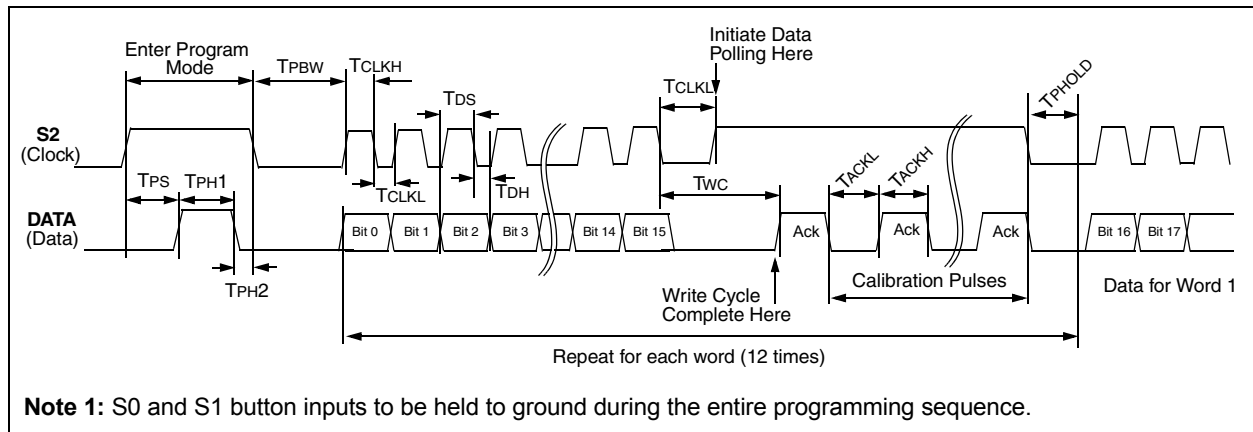 Enter Program
Mode
TPBW
TCLKH
TDS
TCLKL
Initiate Data
Polling Here
TPHOLD
S2
(Clock)
TPS
TPH1
TCLKL
TDH
TWC
TACKL
TACKH
DATA
(Data)
Bit 0
Bit 1
Bit 2
Bit 3
Bit 14
Bit 15
Ack
Ack
Ack
Bit 16
Bit 17
TPH2
Write Cycle
Complete Here
Calibration Pulses
Data for Word 1
Repeat for each word (12 times)
Note 1: S0 and S1 button inputs to be held to ground during the entire programming sequence.